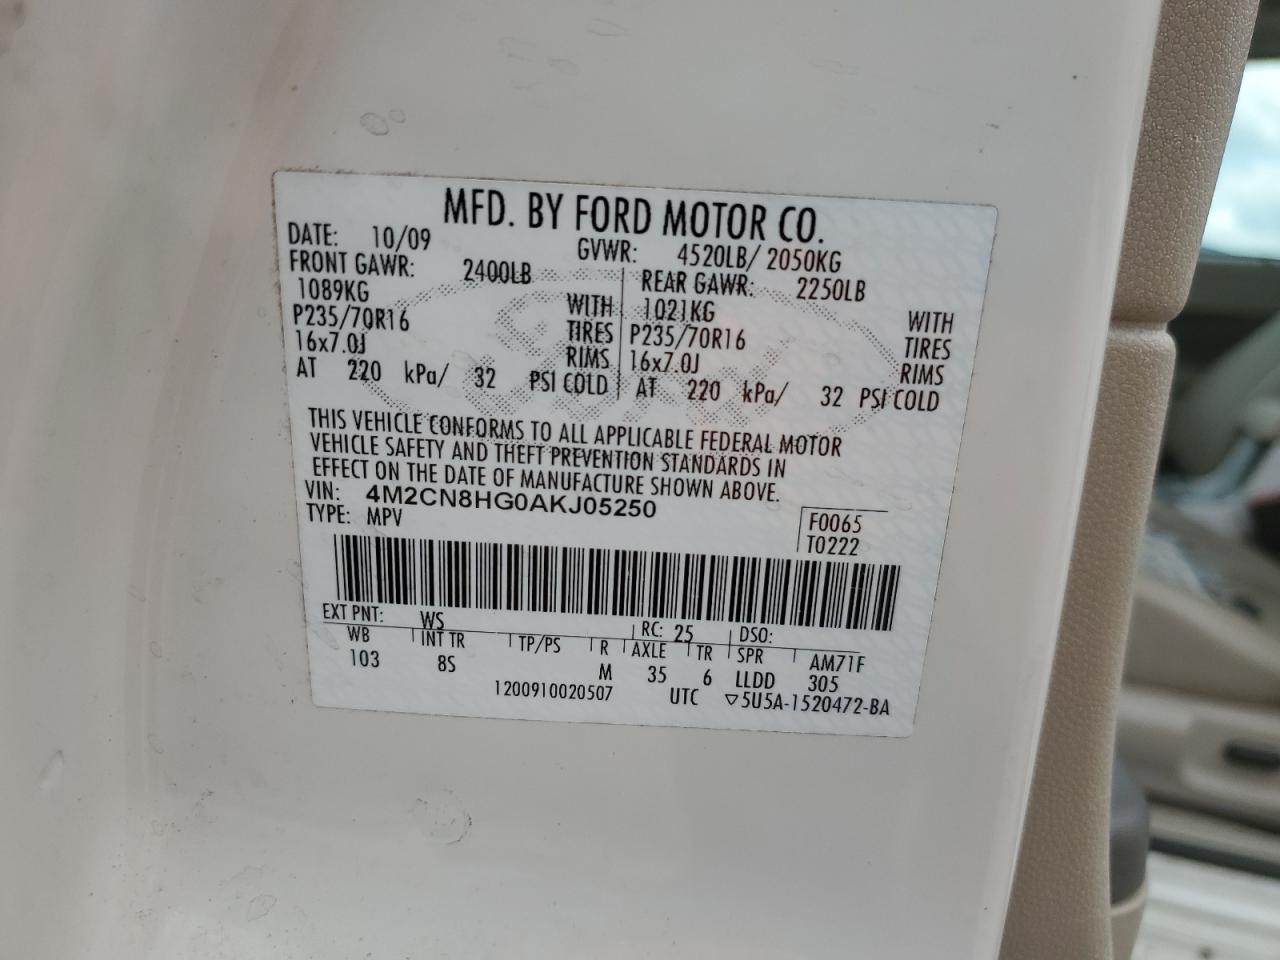 MFD. BY FORD MOTOR CO.
DATE: 10/09 GVWR: 4520LB/ 2050KG
FRONT GAWR: 2400LB REAR GAWR: 2250LB
1089KG WITH 1021KG WITH
P235/70R16 TIRES P235/70R16 TIRES
16x7.0J RIMS 16x7.0J RIMS
AT 220 kPa/ 32 PSI COLD AT 220 kPa/ 32 PSI COLD
THIS VEHICLE CONFORMS TO ALL APPLICABLE FEDERAL MOTOR
VEHICLE SAFETY AND THEFT PREVENTION STANDARDS IN
EFFECT ON THE DATE OF MANUFACTURE SHOWN ABOVE.
VIN: 4M2CN8HG0AKJ05250 F0065
TYPE: MPV T0222
EXT PNT: WS RC: 25 DSO:
WB INT TR TP/PS R AXLE TR SPR AM71F
103 8S M 35 6 LLDD 305
1200910020507 UTC ▽5U5A-1520472-BA